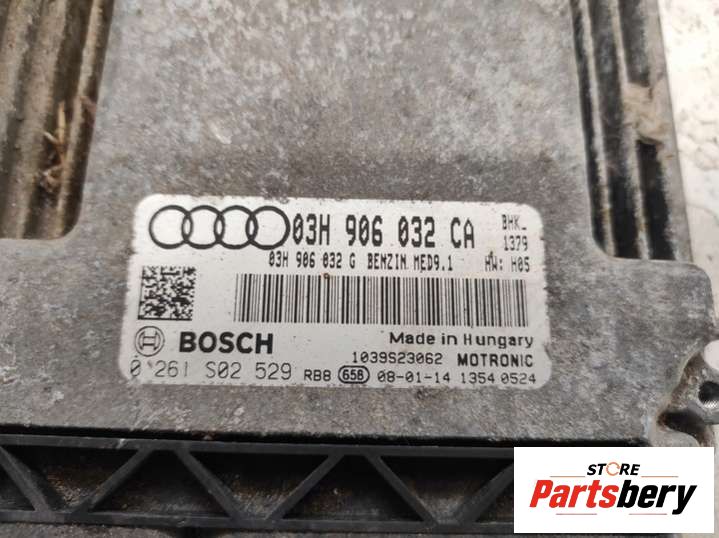 03H 906 032 CA
BHK_
1379
03H 906 032 G BENZIN MED9.1 HW: H05
BOSCH
Made in Hungary
1039S23062 MOTRONIC
0 261 S02 529 RB8 658 08-01-14 1354 0524
STORE
Partsbery